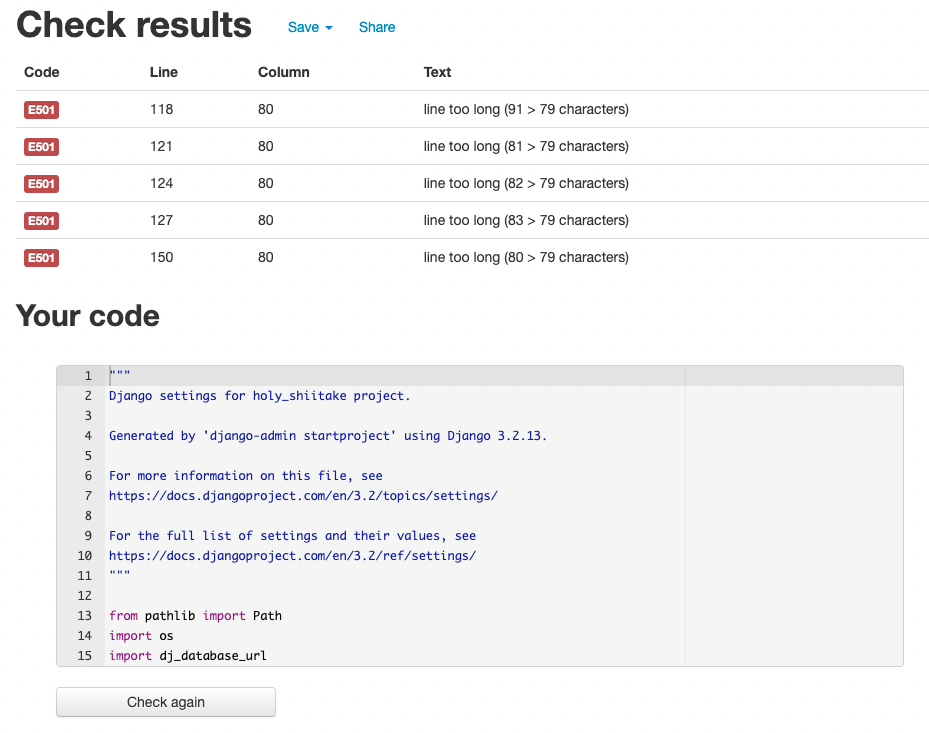 Check results Save Share
Code Line Column Text
E501 118 80 line too long (91 > 79 characters)
E501 121 80 line too long (81 > 79 characters)
E501 124 80 line too long (82 > 79 characters)
E501 127 80 line too long (83 > 79 characters)
E501 150 80 line too long (80 > 79 characters)
Your code
1 """
2 Django settings for holy_shiitake project.
3
4 Generated by 'django-admin startproject' using Django 3.2.13.
5
6 For more information on this file, see
7 https://docs.djangoproject.com/en/3.2/topics/settings/
8
9 For the full list of settings and their values, see
10 https://docs.djangoproject.com/en/3.2/ref/settings/
11 """
12
13 from pathlib import Path
14 import os
15 import dj_database_url
Check again